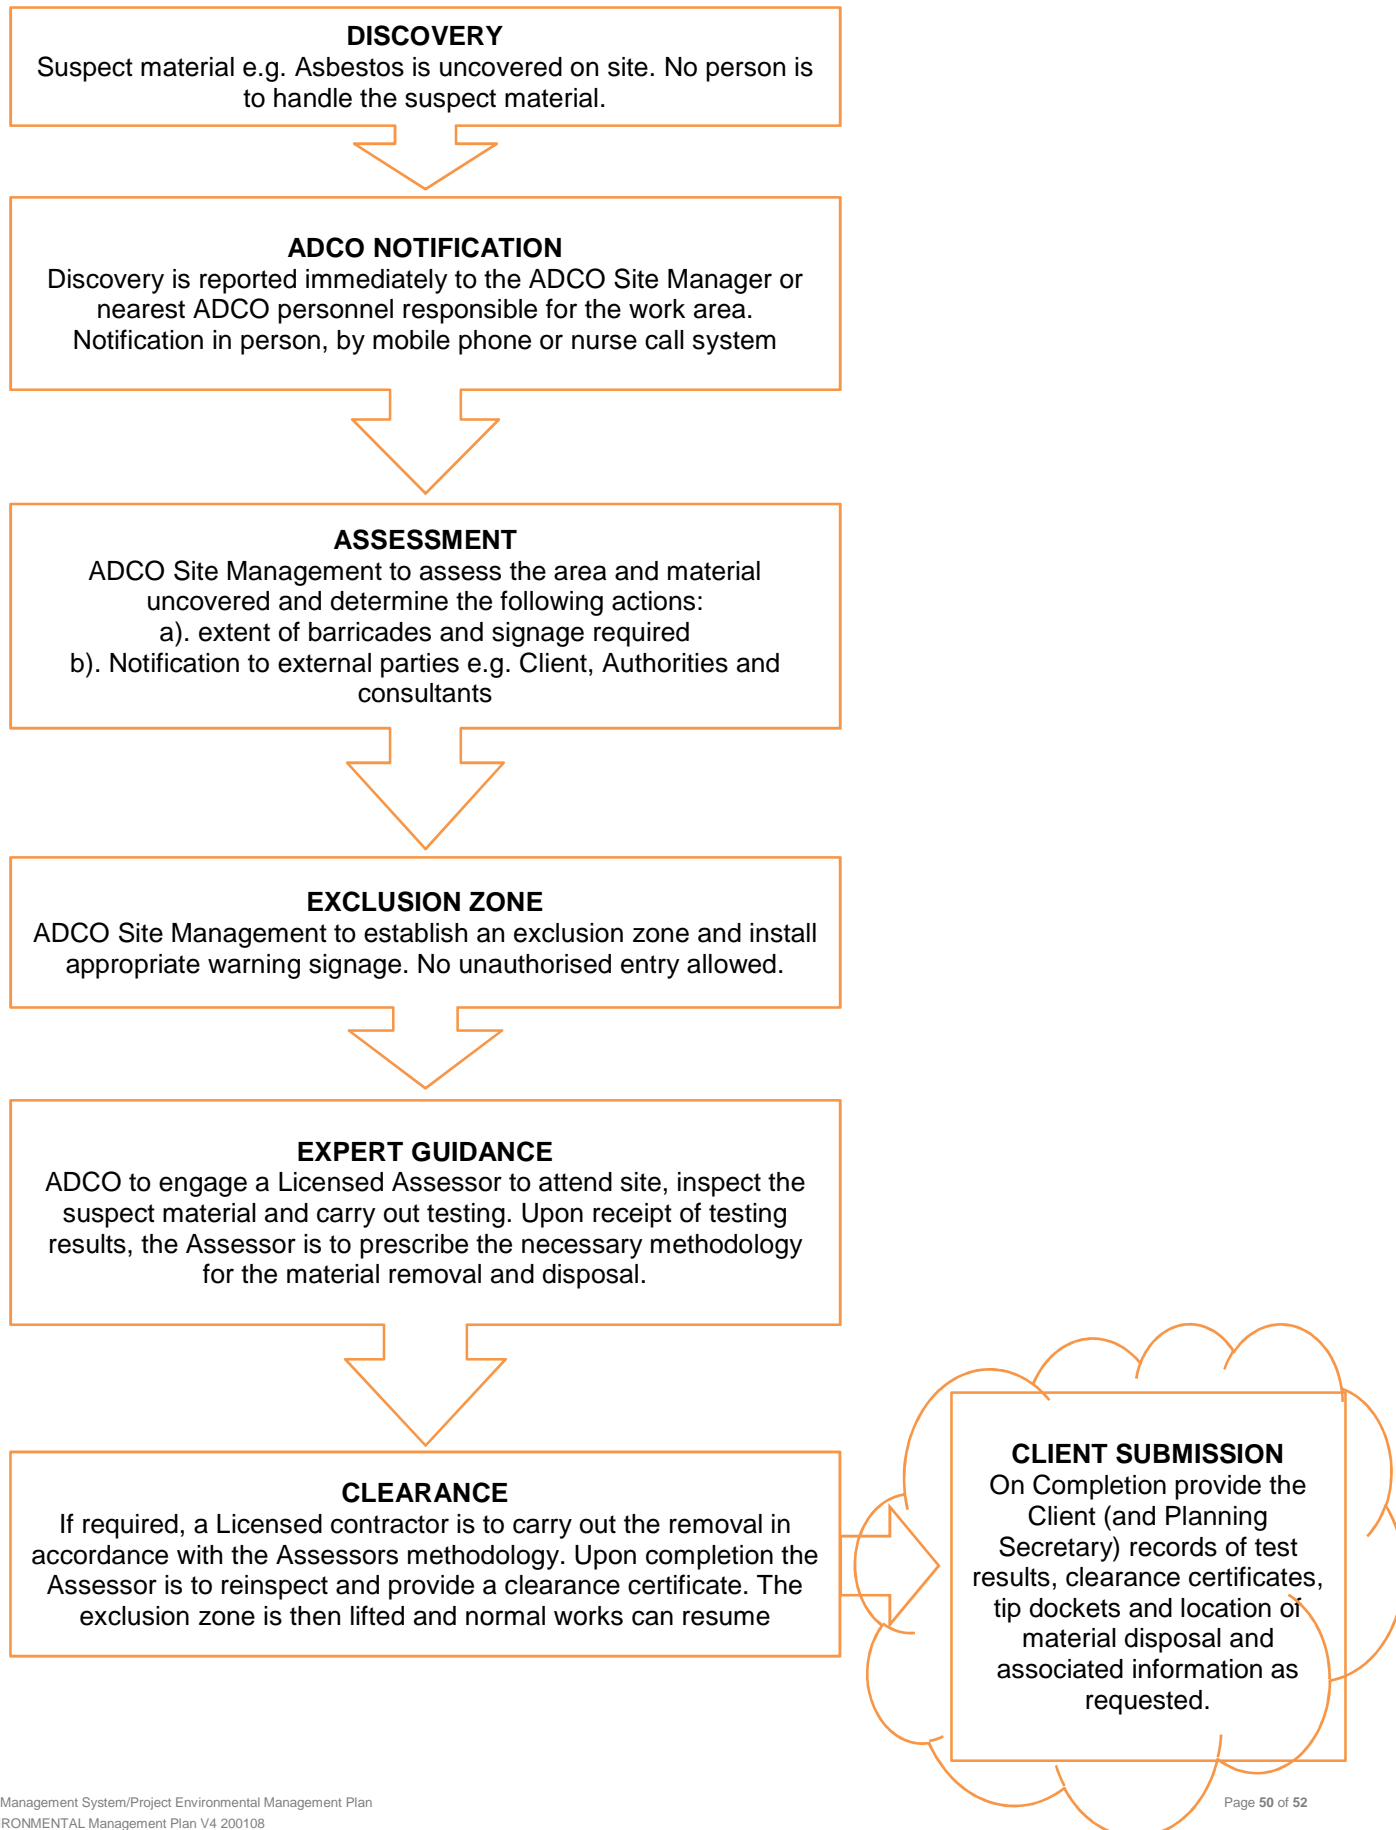 DISCOVERY
Suspect material e.g. Asbestos is uncovered on site. No person is
to handle the suspect material.
ADCO NOTIFICATION
Discovery is reported immediately to the ADCO Site Manager or
nearest ADCO personnel responsible for the work area.
Notification in person, by mobile phone or nurse call system
ASSESSMENT
ADCO Site Management to assess the area and material
uncovered and determine the following actions:
a). extent of barricades and signage required
b). Notification to external parties e.g. Client, Authorities and
consultants
EXCLUSION ZONE
ADCO Site Management to establish an exclusion zone and install
appropriate warning signage. No unauthorised entry allowed.
EXPERT GUIDANCE
ADCO to engage a Licensed Assessor to attend site, inspect the
suspect material and carry out testing. Upon receipt of testing
results, the Assessor is to prescribe the necessary methodology
for the material removal and disposal.
CLEARANCE
If required, a Licensed contractor is to carry out the removal in
accordance with the Assessors methodology. Upon completion the
Assessor is to reinspect and provide a clearance certificate. The
exclusion zone is then lifted and normal works can resume
CLIENT SUBMISSION
On Completion provide the
Client (and Planning
Secretary) records of test
results, clearance certificates,
tip dockets and location of
material disposal and
associated information as
requested.
Management System/Project Environmental Management Plan
RONMENTAL Management Plan V4 200108
Page 50 of 52